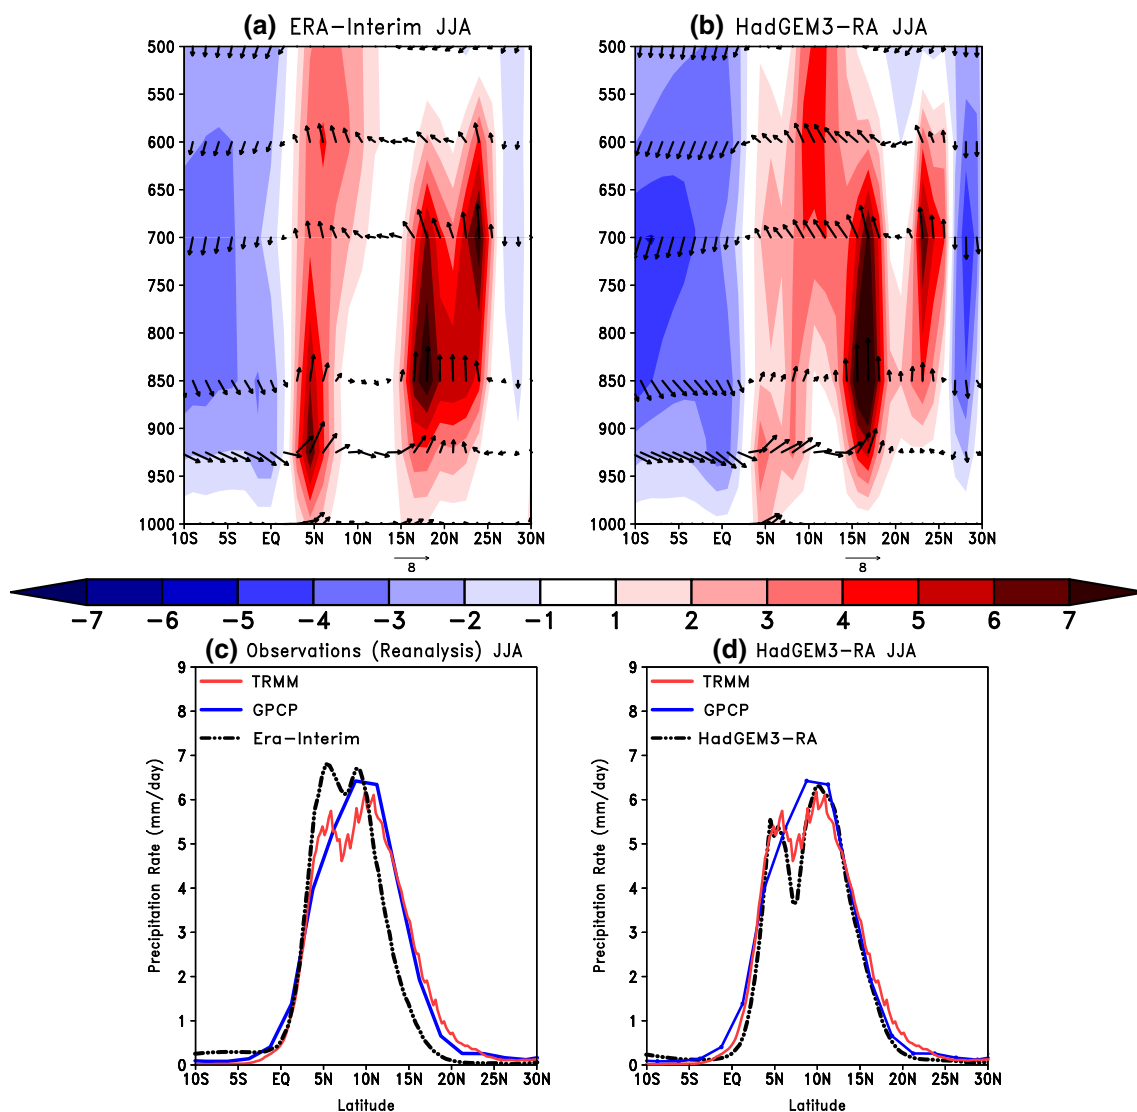 (a) ERA-Interim JJA
(b) HadGEM3-RA JJA
500
550
600
650
700
750
800
850
900
950
1000
10S 5S EQ 5N 10N 15N 20N 25N 30N
8
500
550
600
650
700
750
800
850
900
950
1000
10S 5S EQ 5N 10N 15N 20N 25N 30N
8
-7 -6 -5 -4 -3 -2 -1 1 2 3 4 5 6 7
(c) Observations (Reanalysis) JJA
TRMM
GPCP
Era-Interim
Precipitation Rate (mm/day)
9
8
7
6
5
4
3
2
1
0
10S 5S EQ 5N 10N 15N 20N 25N 30N
Latitude
(d) HadGEM3-RA JJA
TRMM
GPCP
HadGEM3-RA
Precipitation Rate (mm/day)
9
8
7
6
5
4
3
2
1
0
10S 5S EQ 5N 10N 15N 20N 25N 30N
Latitude